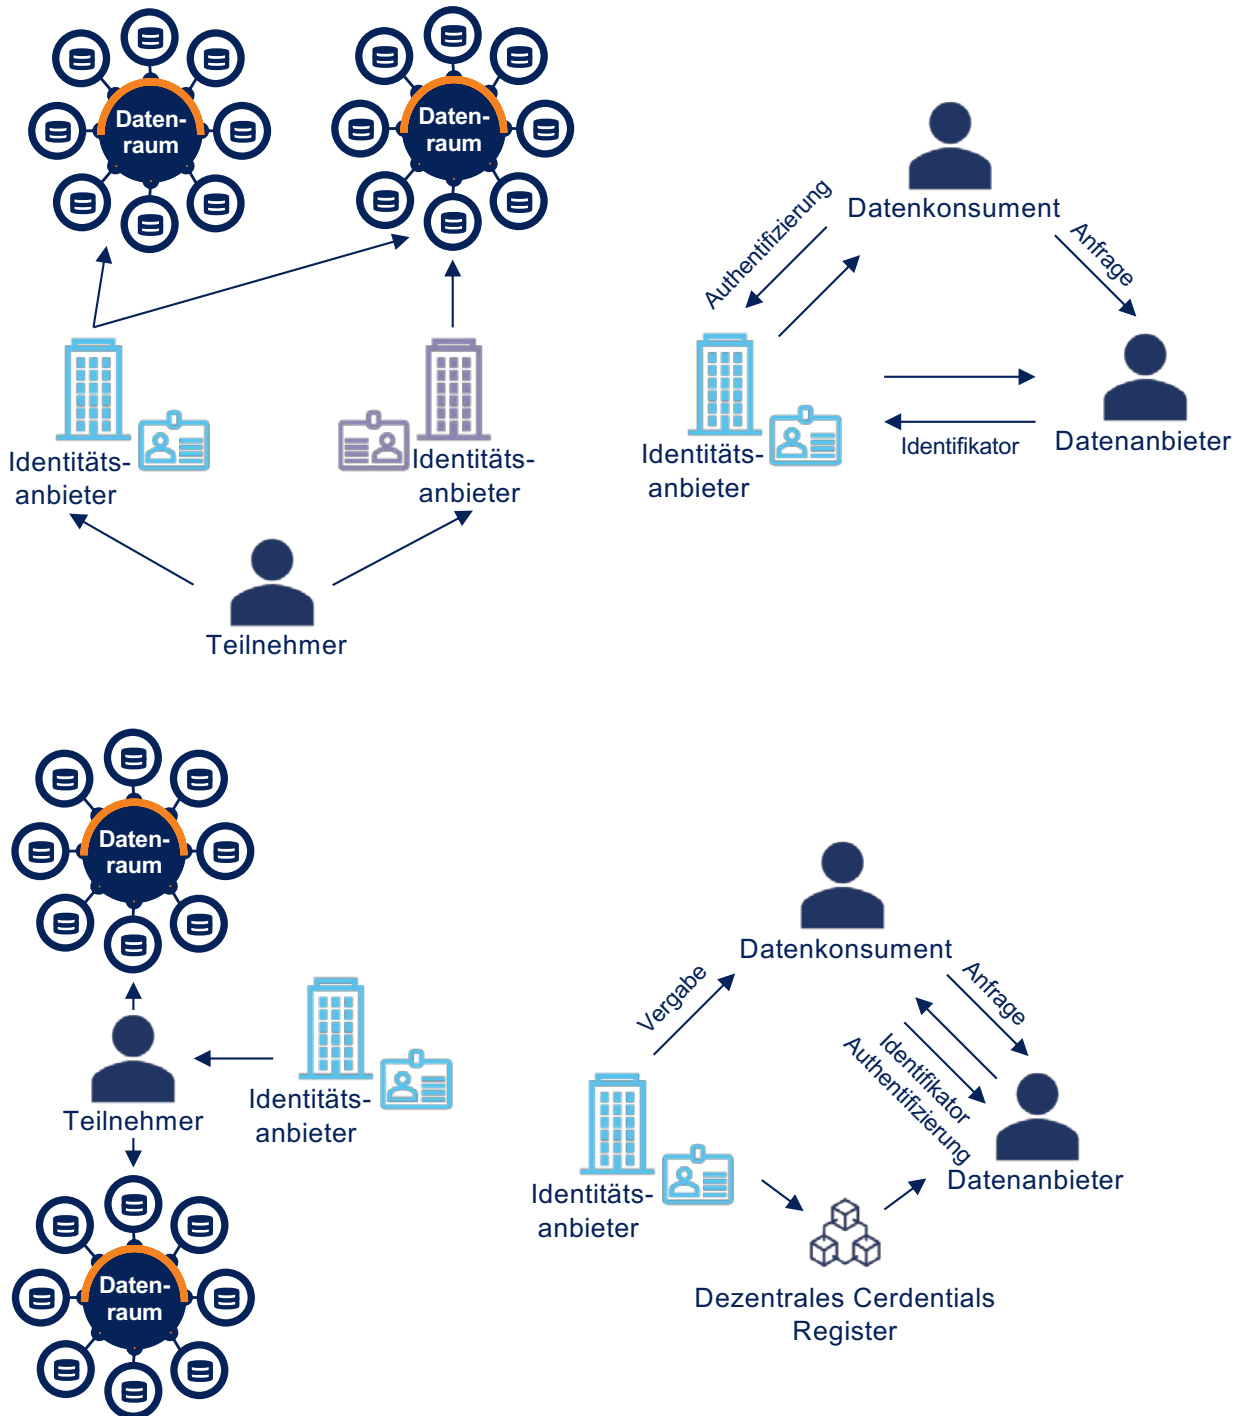 Daten-
raum
Daten-
raum
Identitäts-
anbieter
Identitäts-
anbieter
Teilnehmer
Datenkonsument
Authentifizierung
Anfrage
Identitäts-
anbieter
Identifikator
Datenanbieter
Daten-
raum
Teilnehmer
Identitäts-
anbieter
Daten-
raum
Datenkonsument
Vergabe
Anfrage
Identifikator
Authentifizierung
Identitäts-
anbieter
Datenanbieter
Dezentrales Cerdentials
Register